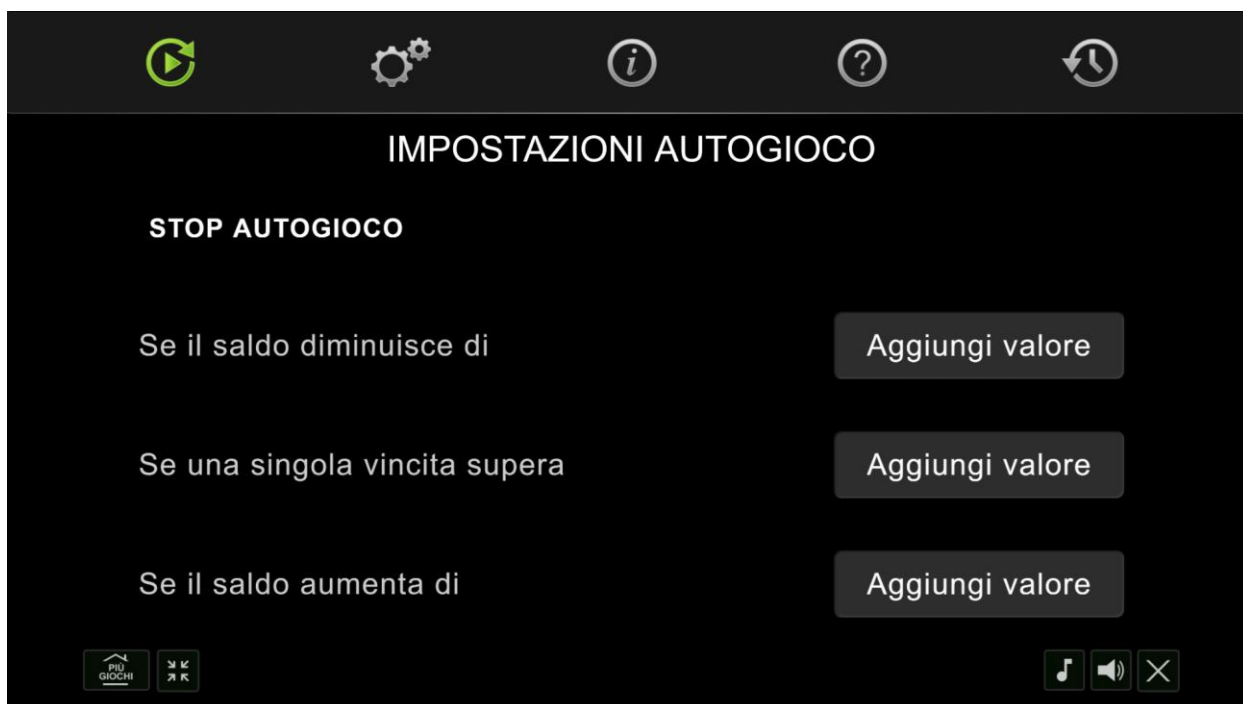 IMPOSTAZIONI AUTOGIOCO
STOP AUTOGIOCO
Se il saldo diminuisce di
Aggiungi valore
Se una singola vincita supera
Aggiungi valore
Se il saldo aumenta di
Aggiungi valore
PIÙ
GIOCHI